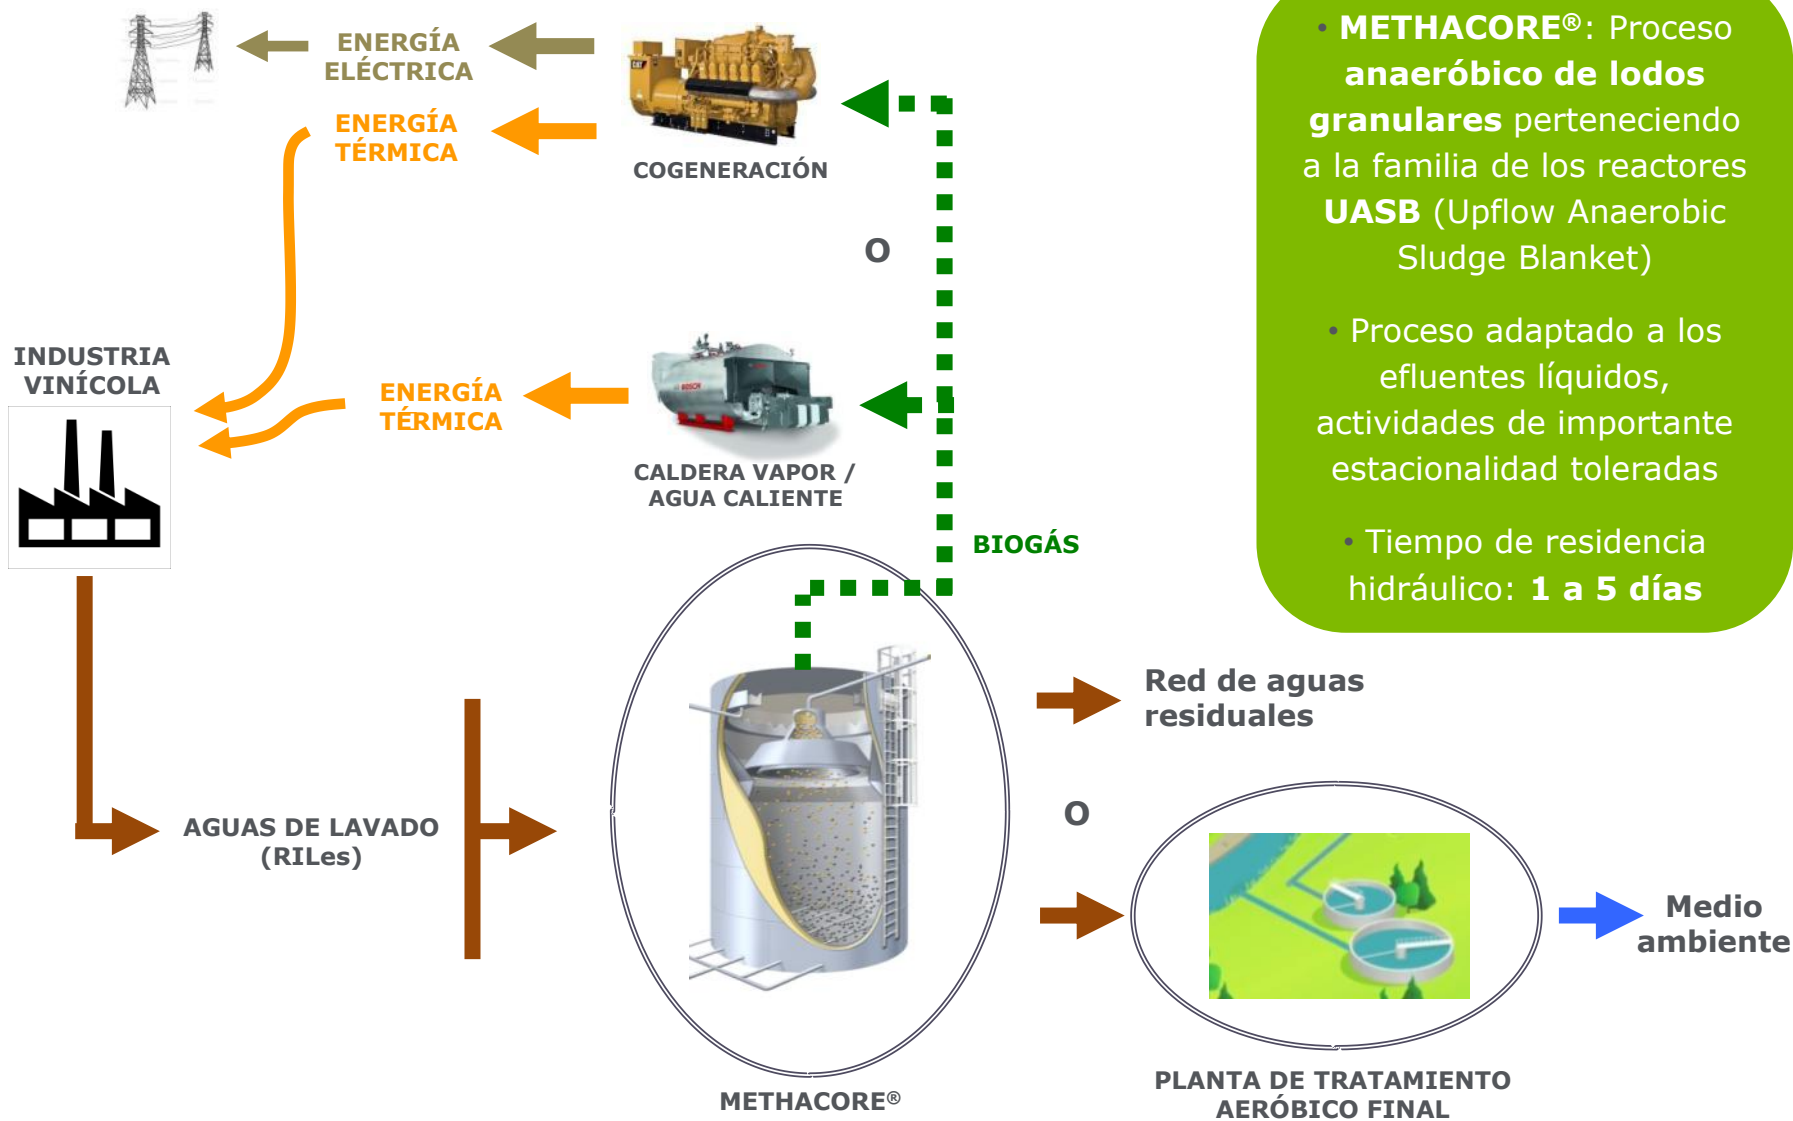 ENERGÍA
ELÉCTRICA
ENERGÍA
TÉRMICA
CAT
COGENERACIÓN
O
INDUSTRIA
VINÍCOLA
ENERGÍA
TÉRMICA
BOSCH
CALDERA VAPOR /
AGUA CALIENTE
BIOGÁS
• METHACORE®: Proceso
anaeróbico de lodos
granulares perteneciendo
a la familia de los reactores
UASB (Upflow Anaerobic
Sludge Blanket)
• Proceso adaptado a los
efluentes líquidos,
actividades de importante
estacionalidad toleradas
• Tiempo de residencia
hidráulico: 1 a 5 días
AGUAS DE LAVADO
(RILes)
METHACORE®
Red de aguas
residuales
O
PLANTA DE TRATAMIENTO
AERÓBICO FINAL
Medio
ambiente